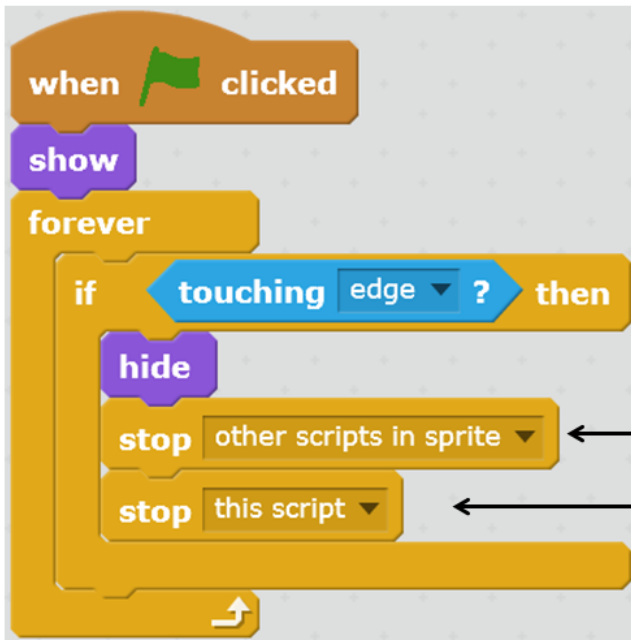 when clicked
show
forever
if touching edge ? then
hide
stop other scripts in sprite
stop this script